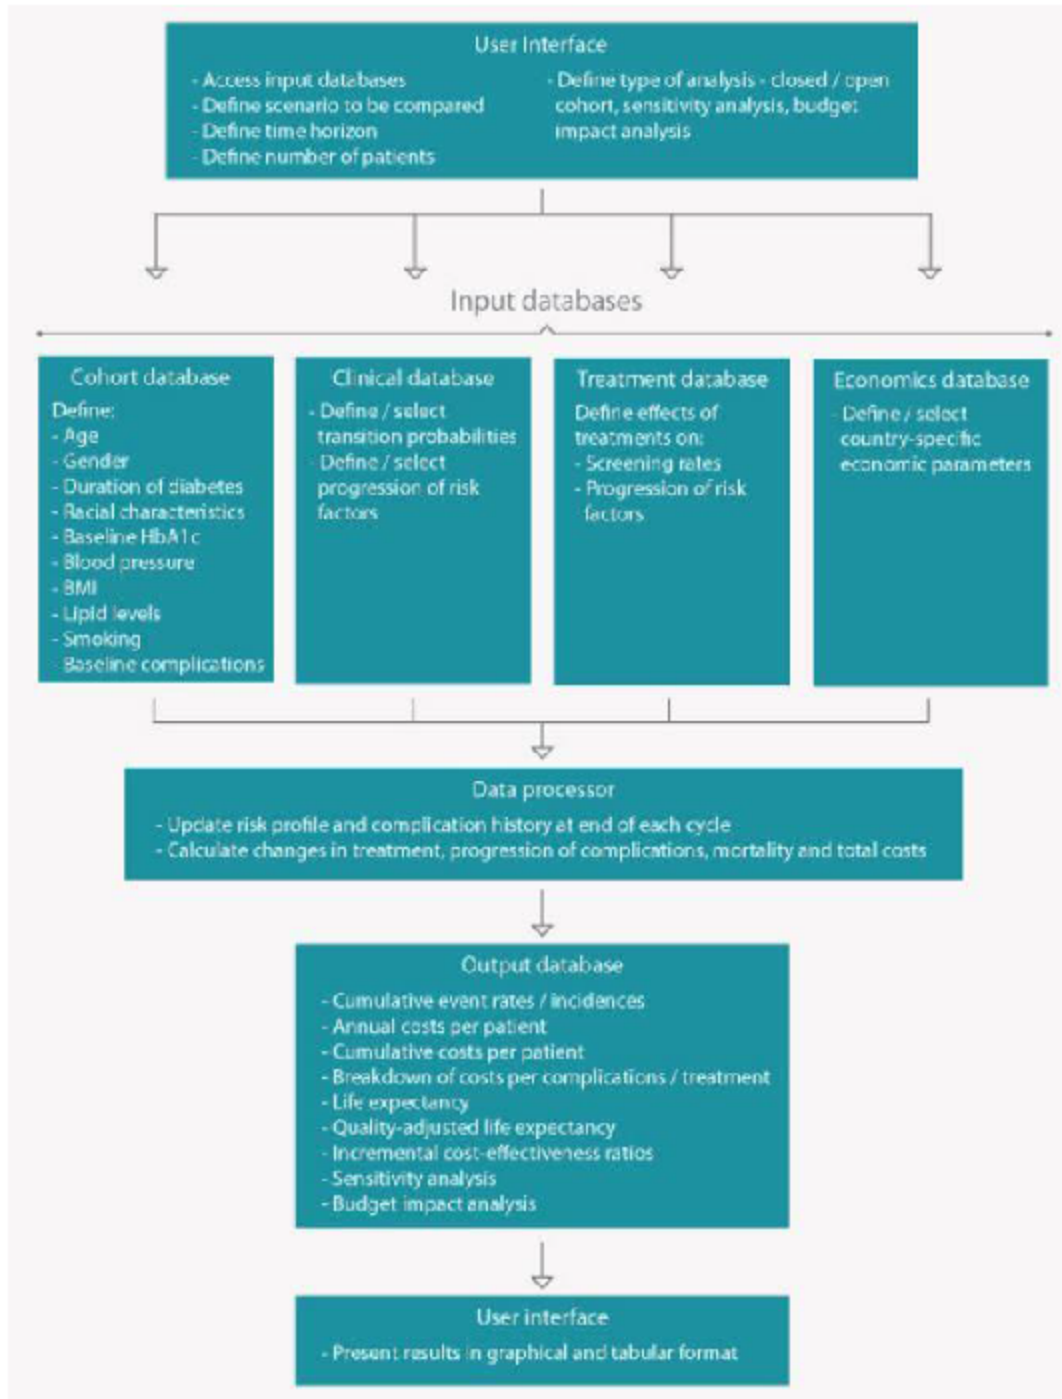 User Interface
- Access input databases
- Define scenario to be compared
- Define time horizon
- Define number of patients
- Define type of analysis - closed / open
cohort, sensitivity analysis, budget
impact analysis
Input databases
Cohort database
Define:
- Age
- Gender
- Duration of diabetes
- Racial characteristics
- Baseline HbA1c
- Blood pressure
- BMI
- Lipid levels
- Smoking
- Baseline complications
Clinical database
- Define / select
transition probabilities
- Define / select
progression of risk
factors
Treatment database
Define effects of
treatments on:
- Screening rates
- Progression of risk
factors
Economics database
- Define / select
country-specific
economic parameters
Data processor
- Update risk profile and complication history at end of each cycle
- Calculate changes in treatment, progression of complications, mortality and total costs
Output database
- Cumulative event rates / incidences
- Annual costs per patient
- Cumulative costs per patient
- Breakdown of costs per complications / treatment
- Life expectancy
- Quality-adjusted life expectancy
- Incremental cost-effectiveness ratios
- Sensitivity analysis
- Budget impact analysis
User interface
- Present results in graphical and tabular format